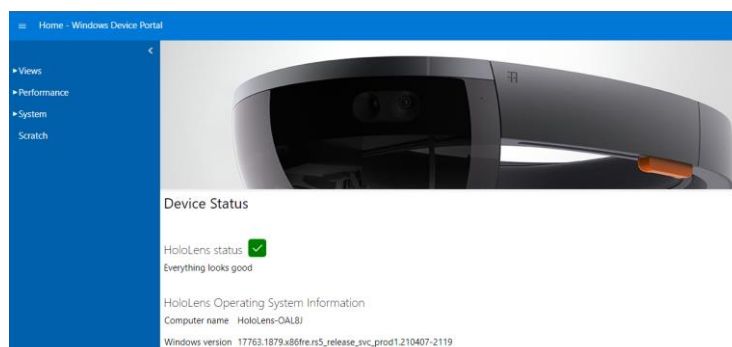 Home - Windows Device Portal
Views
Performance
System
Scratch
Device Status
HoloLens status
Everything looks good
HoloLens Operating System Information
Computer name HoloLens-OAL8J
Windows version 17763.1879.x86fre.rs5_release_svc_prod1.210407-2119